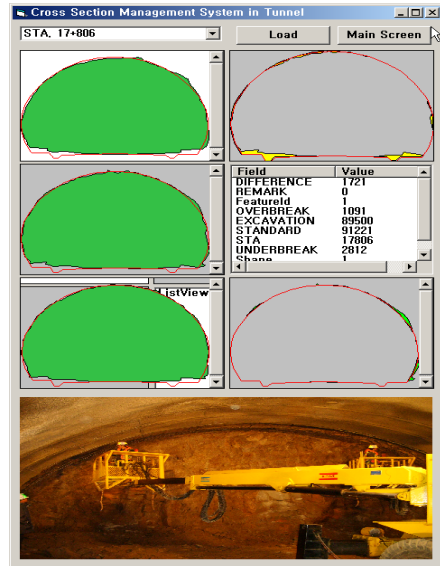 Cross Section Management System in Tunnel
STA, 17+806
Load
Main Screen
Field Value
DIFFERENCE 1721
REMARK 0
FeatureId 1
OVERBREAK 1091
EXCAVATION 89500
STANDARD 91221
STA 17806
UNDERBREAK 2812
Shape 1
ListView